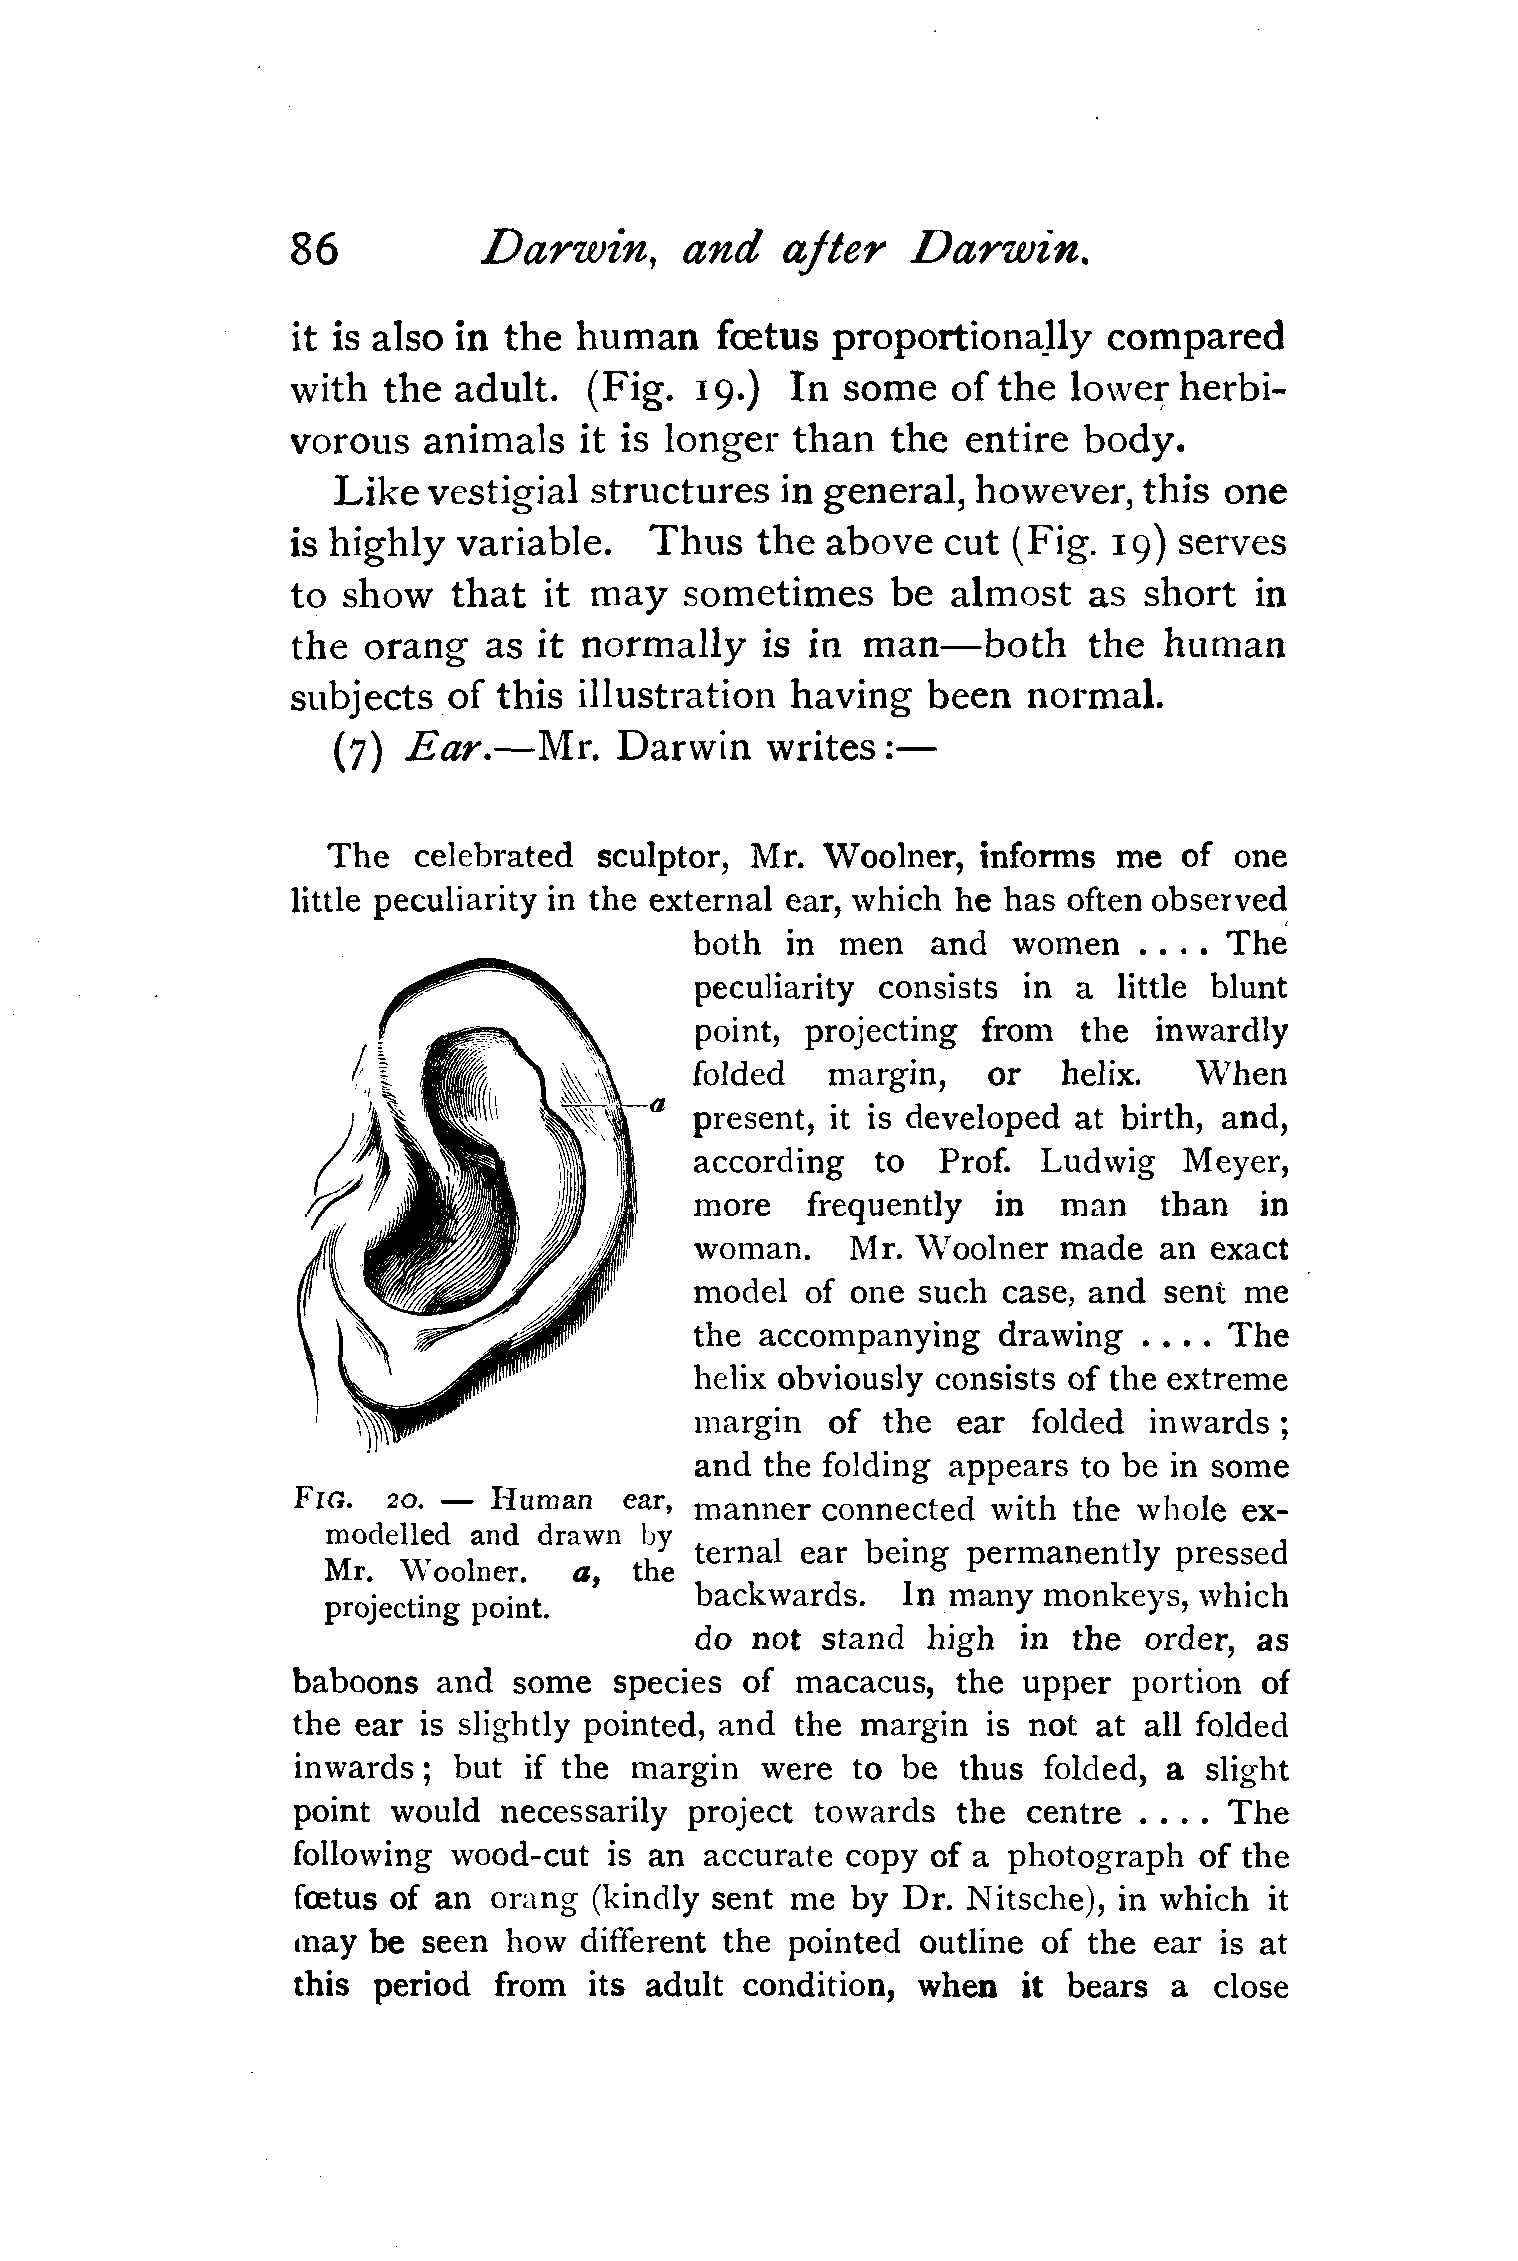 86 Darwin, and after Darwin.
it is also in the human fœtus proportionally compared
with the adult. (Fig. 19.) In some of the lower herbi-
vorous animals it is longer than the entire body.
Like vestigial structures in general, however, this one
is highly variable. Thus the above cut (Fig. 19) serves
to show that it may sometimes be almost as short in
the orang as it normally is in man—both the human
subjects of this illustration having been normal.
(7) Ear.—Mr. Darwin writes :—
The celebrated sculptor, Mr. Woolner, informs me of one
little peculiarity in the external ear, which he has often observed
both in men and women . . . . The
peculiarity consists in a little blunt
point, projecting from the inwardly
folded margin, or helix. When
present, it is developed at birth, and,
according to Prof. Ludwig Meyer,
more frequently in man than in
woman. Mr. Woolner made an exact
model of one such case, and sent me
the accompanying drawing . . . . The
helix obviously consists of the extreme
margin of the ear folded inwards ;
and the folding appears to be in some
manner connected with the whole ex-
ternal ear being permanently pressed
backwards. In many monkeys, which
do not stand high in the order, as
a
FIG. 20. — Human ear,
modelled and drawn by
Mr. Woolner. a, the
projecting point.
baboons and some species of macacus, the upper portion of
the ear is slightly pointed, and the margin is not at all folded
inwards ; but if the margin were to be thus folded, a slight
point would necessarily project towards the centre . . . . The
following wood-cut is an accurate copy of a photograph of the
fœtus of an orang (kindly sent me by Dr. Nitsche), in which it
may be seen how different the pointed outline of the ear is at
this period from its adult condition, when it bears a close